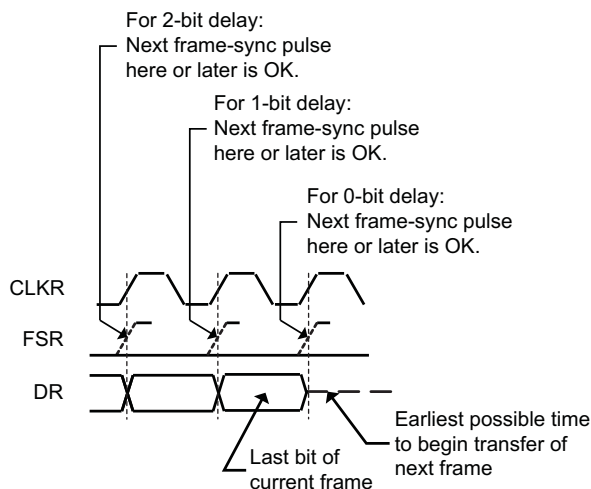 For 2-bit delay:
Next frame-sync pulse
here or later is OK.
For 1-bit delay:
Next frame-sync pulse
here or later is OK.
For 0-bit delay:
Next frame-sync pulse
here or later is OK.
CLKR
FSR
DR
Last bit of
current frame
Earliest possible time
to begin transfer of
next frame